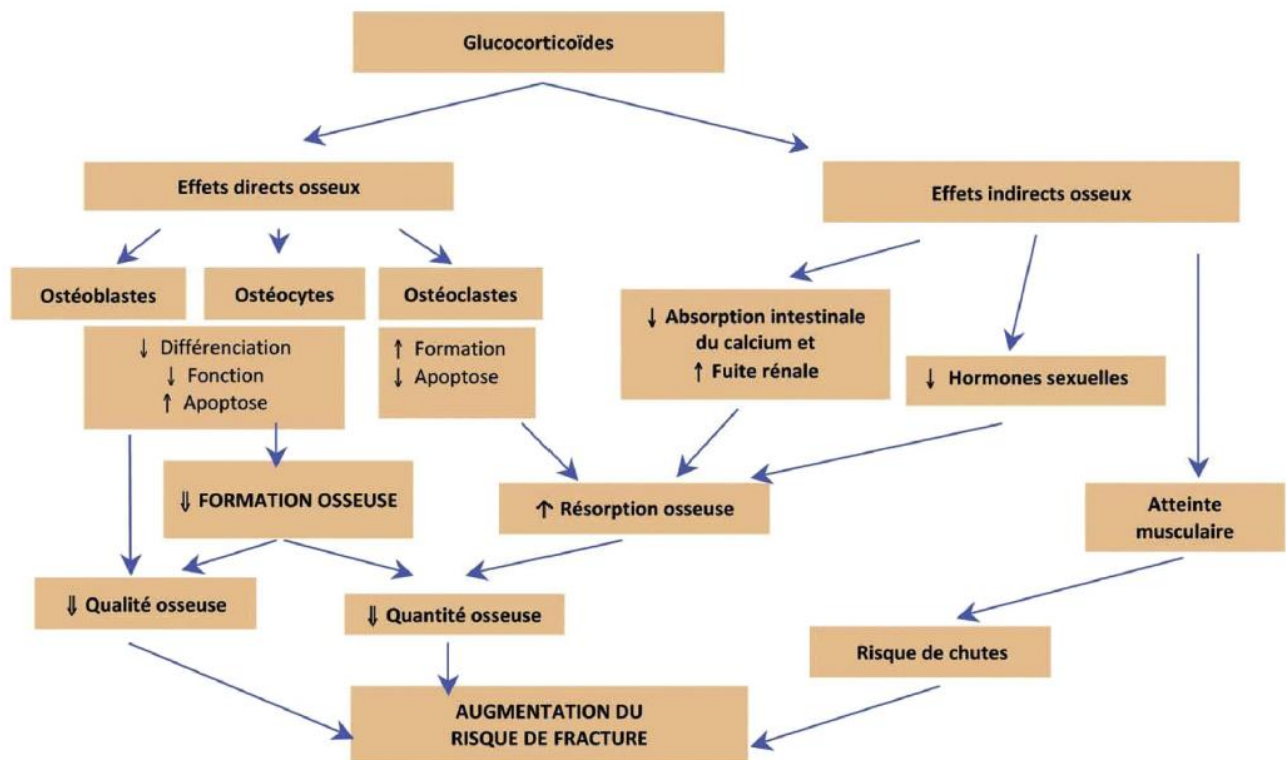 Glucocorticoïdes
Effets directs osseux
Effets indirects osseux
Ostéoblastes
Ostéocytes
Ostéoclastes
↓ Différenciation
↓ Fonction
↑ Apoptose
↑ Formation
↓ Apoptose
↓ Absorption intestinale
du calcium et
↑ Fuite rénale
↓ Hormones sexuelles
⇓ FORMATION OSSEUSE
↑ Résorption osseuse
Atteinte
musculaire
⇓ Qualité osseuse
⇓ Quantité osseuse
Risque de chutes
AUGMENTATION DU
RISQUE DE FRACTURE